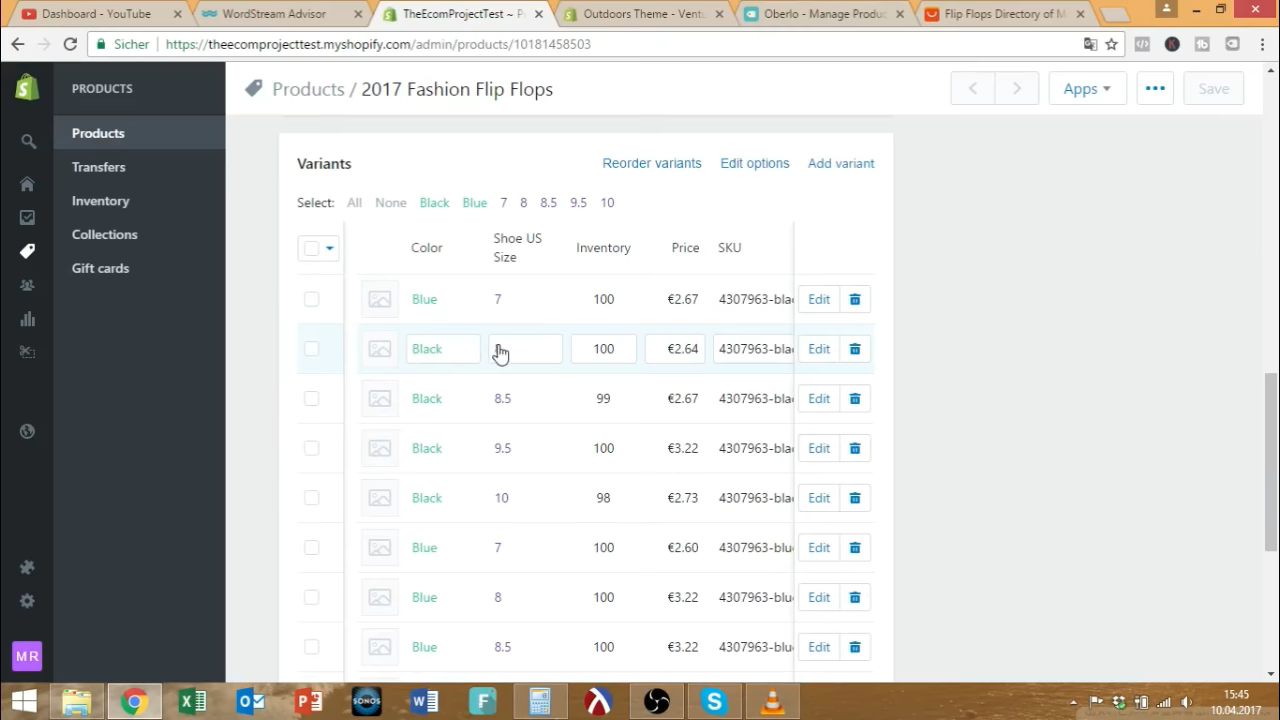 Dashboard - YouTube
WordStream Advisor
TheEcomProjectTest ~ P
Outdoors Theme - Ventu
Oberlo - Manage Produc
Flip Flops Directory of M
Sicher
https://theecomprojecttest.myshopify.com/admin/products/10181458503
PRODUCTS
Products / 2017 Fashion Flip Flops
Apps
Save
Products
Transfers
Inventory
Collections
Gift cards
Variants
Reorder variants Edit options Add variant
Select: All None Black Blue 7 8 8.5 9.5 10
Color Shoe US Size Inventory Price SKU
Blue 7 100 €2.67 4307963-bla Edit
Black 100 €2.64 4307963-bla Edit
Black 8.5 99 €2.67 4307963-bla Edit
Black 9.5 100 €3.22 4307963-bla Edit
Black 10 98 €2.73 4307963-bla Edit
Blue 7 100 €2.60 4307963-blu Edit
Blue 8 100 €3.22 4307963-blu Edit
Blue 8.5 100 €3.22 4307963-blu Edit
MR
SONOS
15:45
10.04.2017